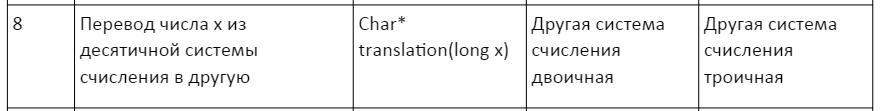 8
Перевод числа x из
десятичной системы
счисления в другую
Char*
translation(long x)
Другая система
счисления
двоичная
Другая система
счисления
троичная